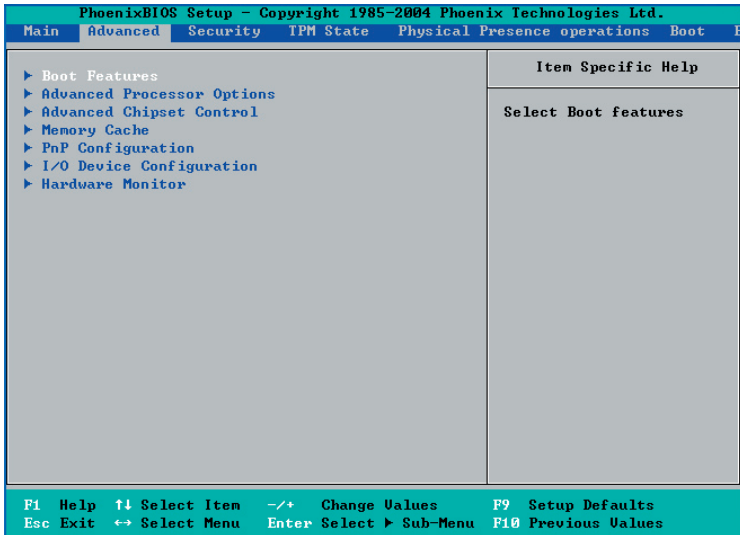 PhoenixBIOS Setup - Copyright 1985-2004 Phoenix Technologies Ltd.
Main Advanced Security TPM State Physical Presence operations Boot E
▶ Boot Features
▶ Advanced Processor Options
▶ Advanced Chipset Control
▶ Memory Cache
▶ PnP Configuration
▶ I/O Device Configuration
▶ Hardware Monitor
Item Specific Help
Select Boot features
F1 Help ↑↓ Select Item -/+ Change Values F9 Setup Defaults
Esc Exit ↔ Select Menu Enter Select ▶ Sub-Menu F10 Previous Values